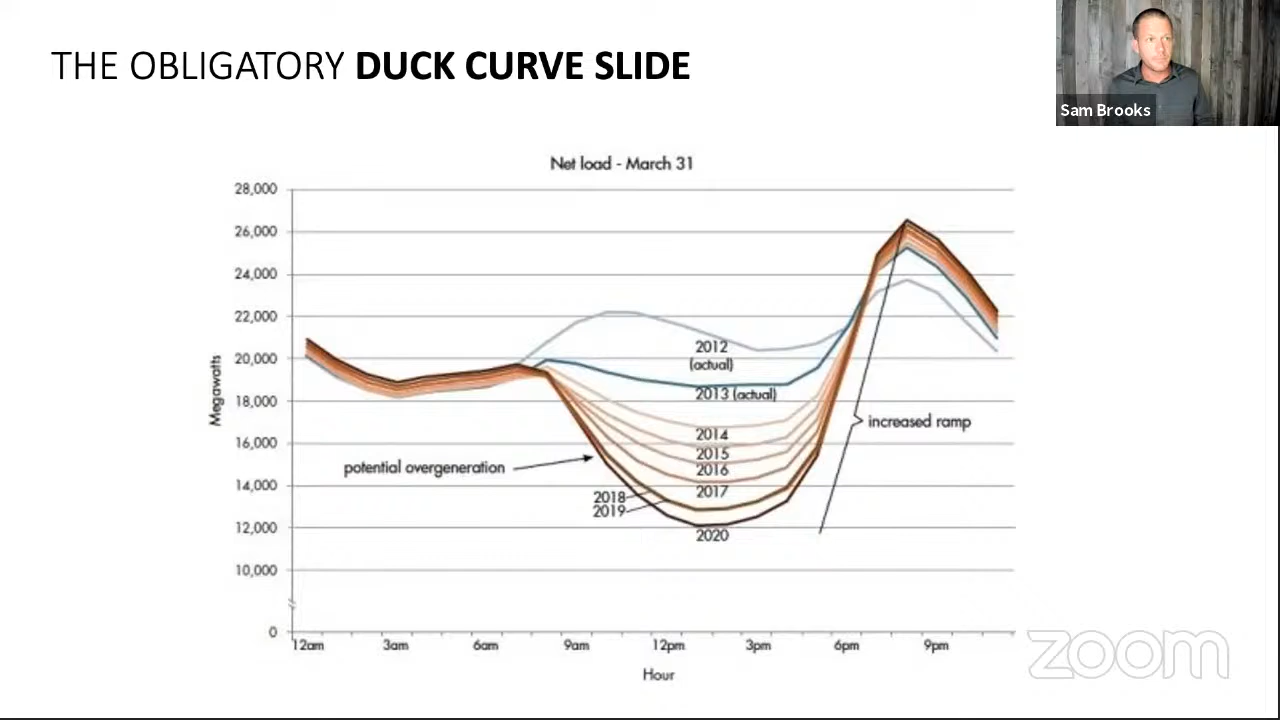 THE OBLIGATORY DUCK CURVE SLIDE
Sam Brooks
Net load - March 31
28,000
26,000
24,000
22,000
20,000
18,000
16,000
14,000
12,000
10,000
0
Megawatts
2012
(actual)
2013 (actual)
2014
2015
2016
2017
2018
2019
2020
potential overgeneration
increased ramp
12am 3am 6am 9am 12pm 3pm 6pm 9pm
Hour
zoom